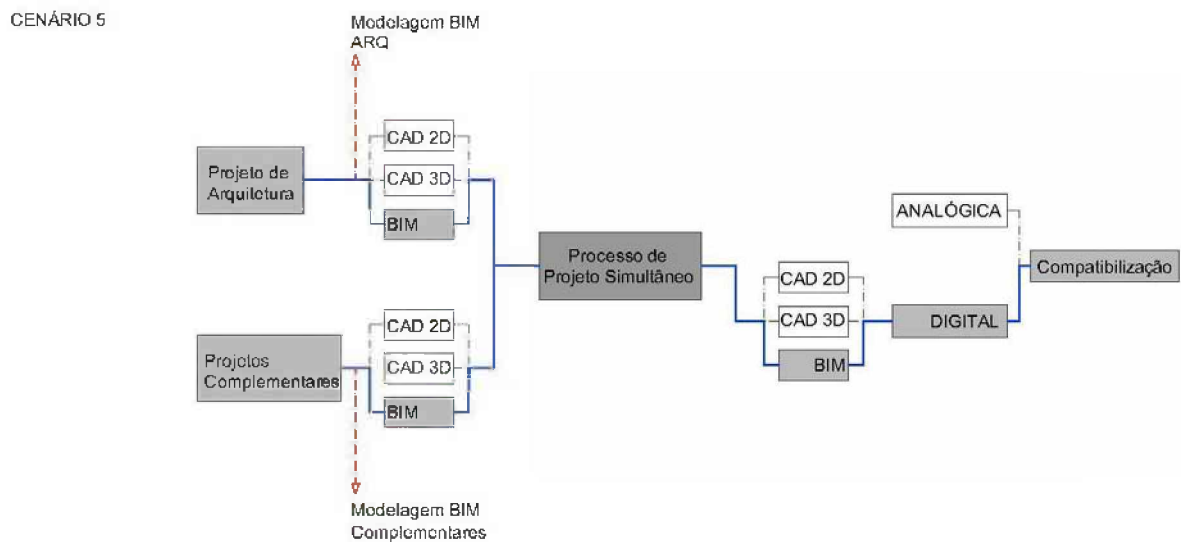 CENÁRIO 5
Modelagem BIM
ARQ
CAD 2D
Projeto de
Arquitetura
CAD 3D
BIM
ANALÓGICA
Processo de
Projeto Simultâneo
Compatibilização
CAD 2D
CAD 3D
DIGITAL
BIM
CAD 2D
Projetos
Complementares
CAD 3D
BIM
Modelagem BIM
Complementares